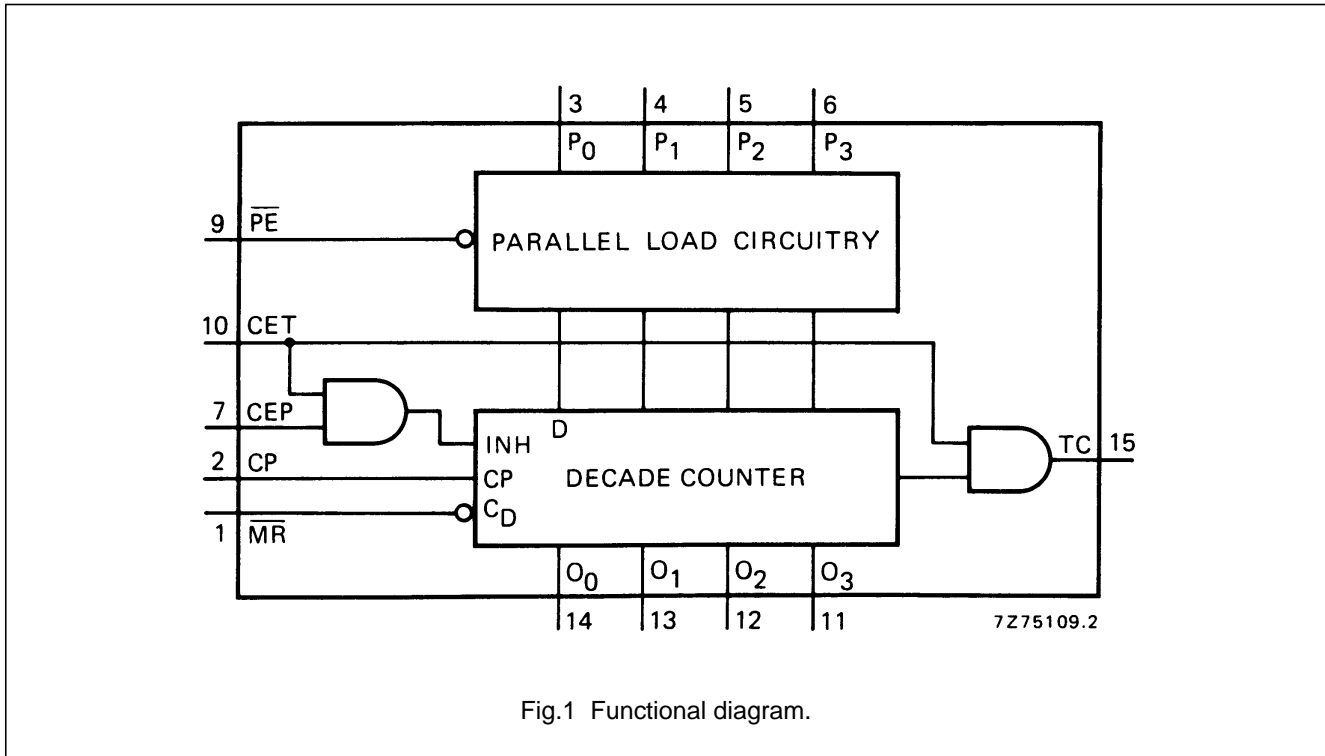 3 4 5 6
P0 P1 P2 P3
9 PE
PARALLEL LOAD CIRCUITRY
10 CET
7 CEP
D
INH
TC 15
2 CP
CP DECADE COUNTER
CD
1 MR
O0 O1 O2 O3
14 13 12 11
7Z75109.2
Fig.1 Functional diagram.